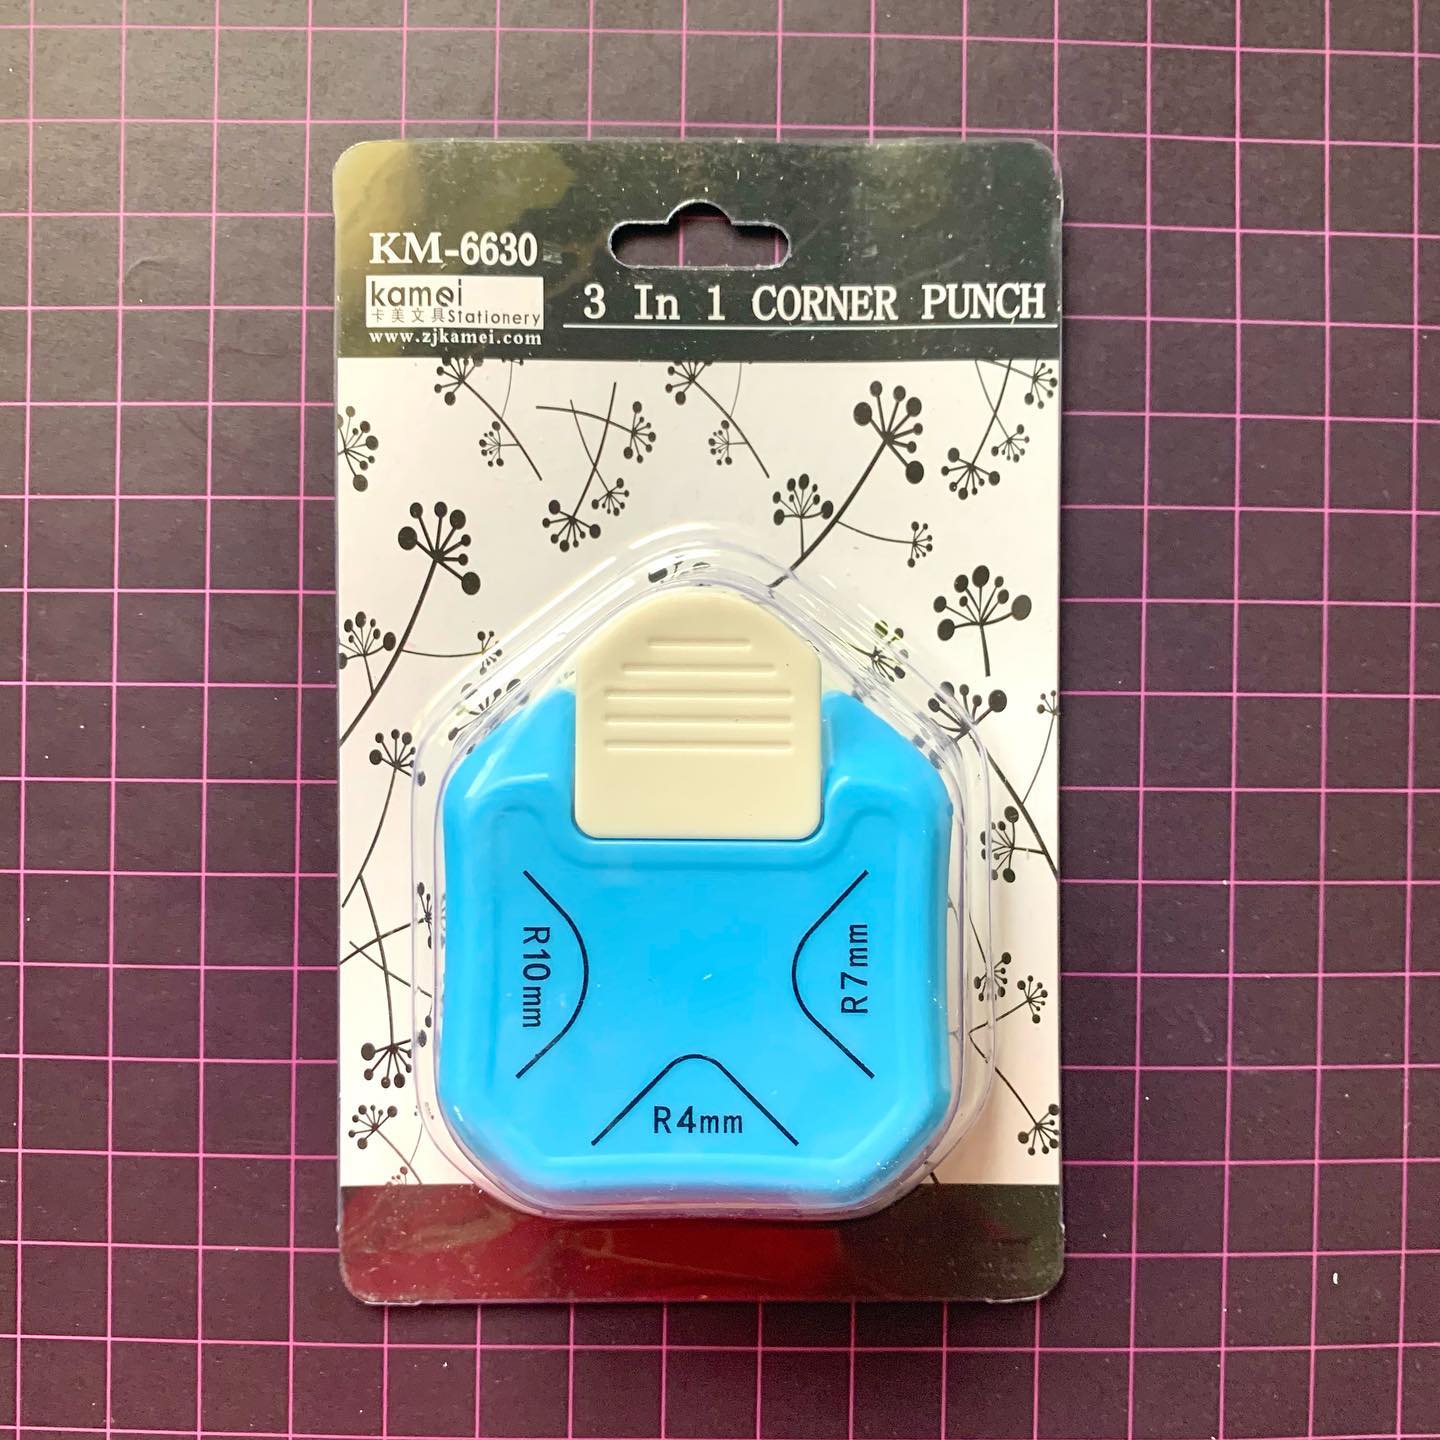 KM-6630
kamei
卡美文具Stationery
www.zjkamei.com
3 In 1 CORNER PUNCH
R10mm
R7mm
R4mm